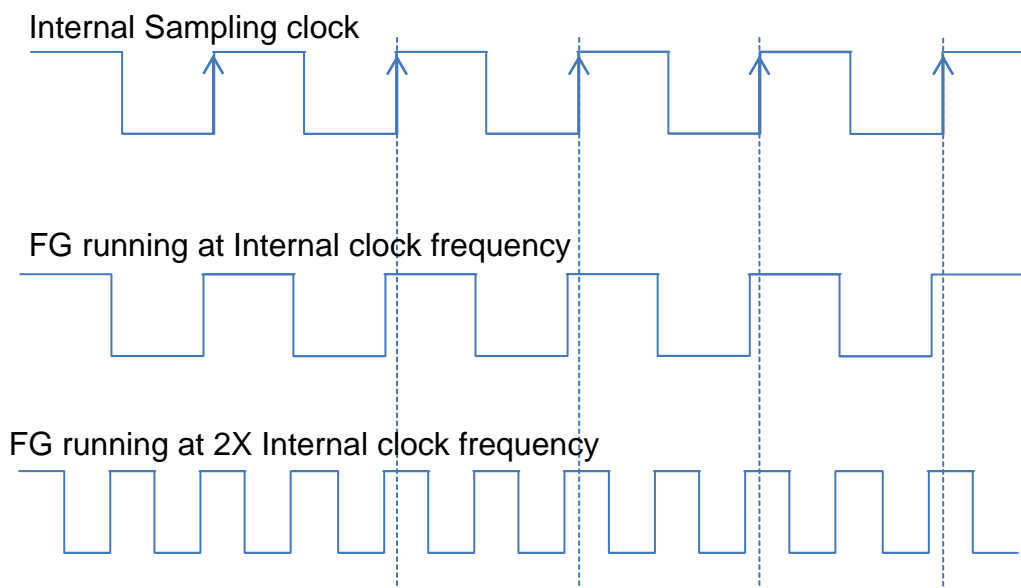 Internal Sampling clock
FG running at Internal clock frequency
FG running at 2X Internal clock frequency